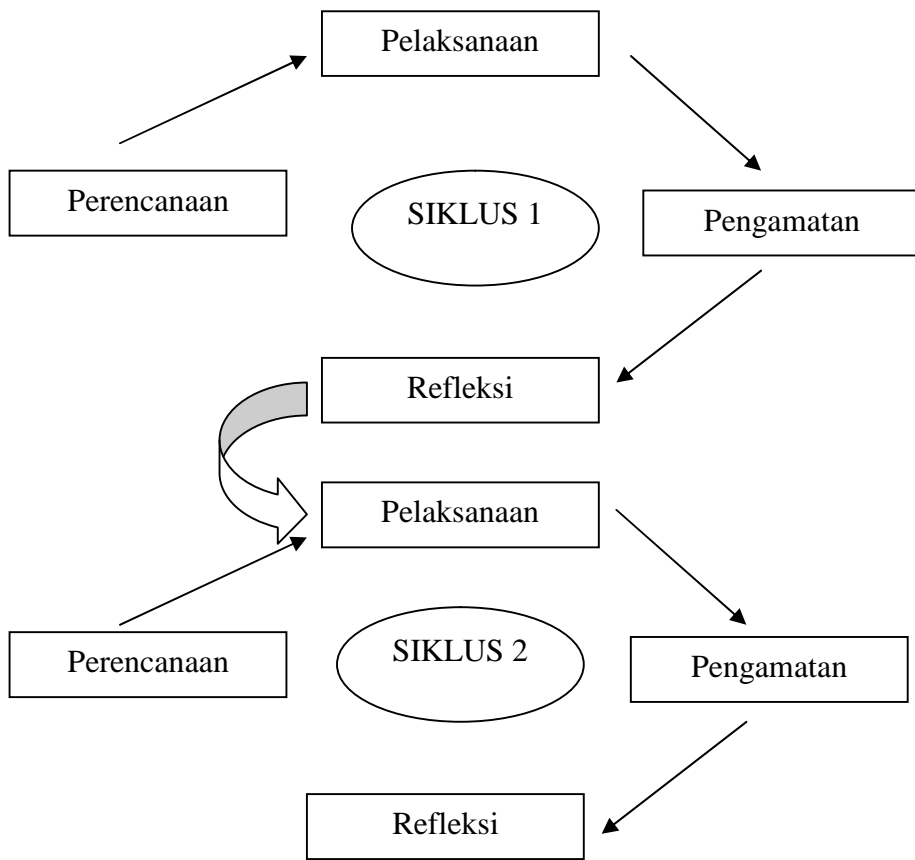 Pelaksanaan
Perencanaan
SIKLUS 1
Pengamatan
Refleksi
Pelaksanaan
Perencanaan
SIKLUS 2
Pengamatan
Refleksi